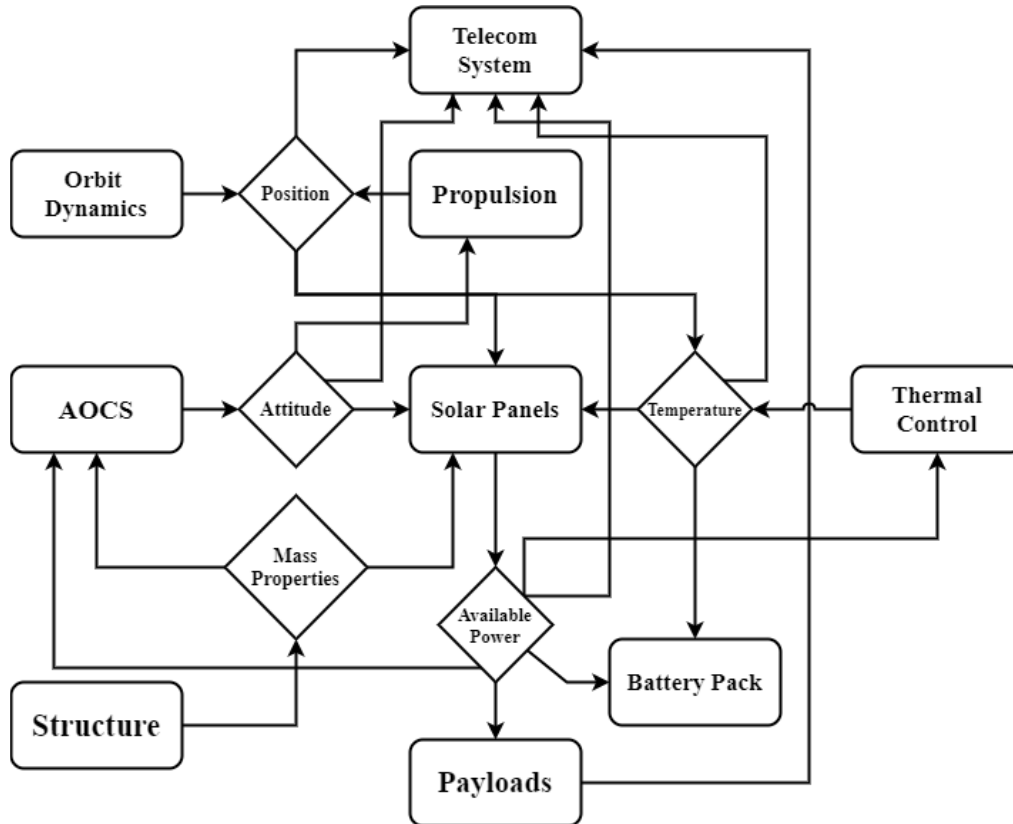 Telecom
System
Orbit
Dynamics
Position
Propulsion
AOCS
Attitude
Solar Panels
Temperature
Thermal
Control
Mass
Properties
Available
Power
Battery Pack
Structure
Payloads